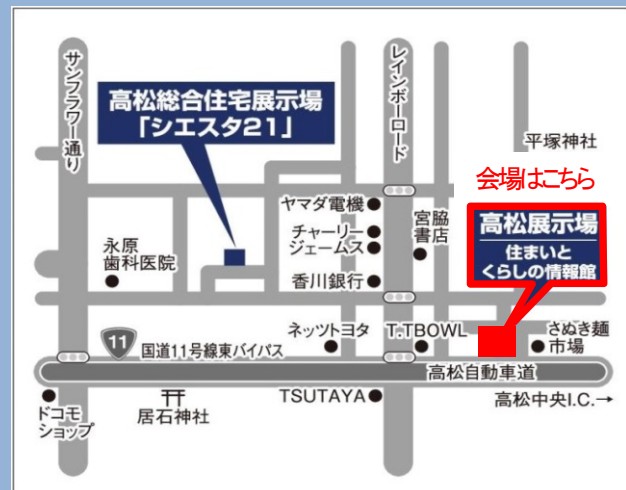 サンフラワー通り
レインボーロード
高松総合住宅展示場
「シエスタ21」
平塚神社
会場はこちら
高松展示場
住まいと
くらしの情報館
ヤマダ電機
チャーリー
ジェームス
宮脇
書店
永原
歯科医院
香川銀行
11
国道11号線東バイパス
ネッツトヨタ
T.TBOWL
さぬき麺
市場
高松自動車道
ドコモ
ショップ
居石神社
TSUTAYA
高松中央I.C.→